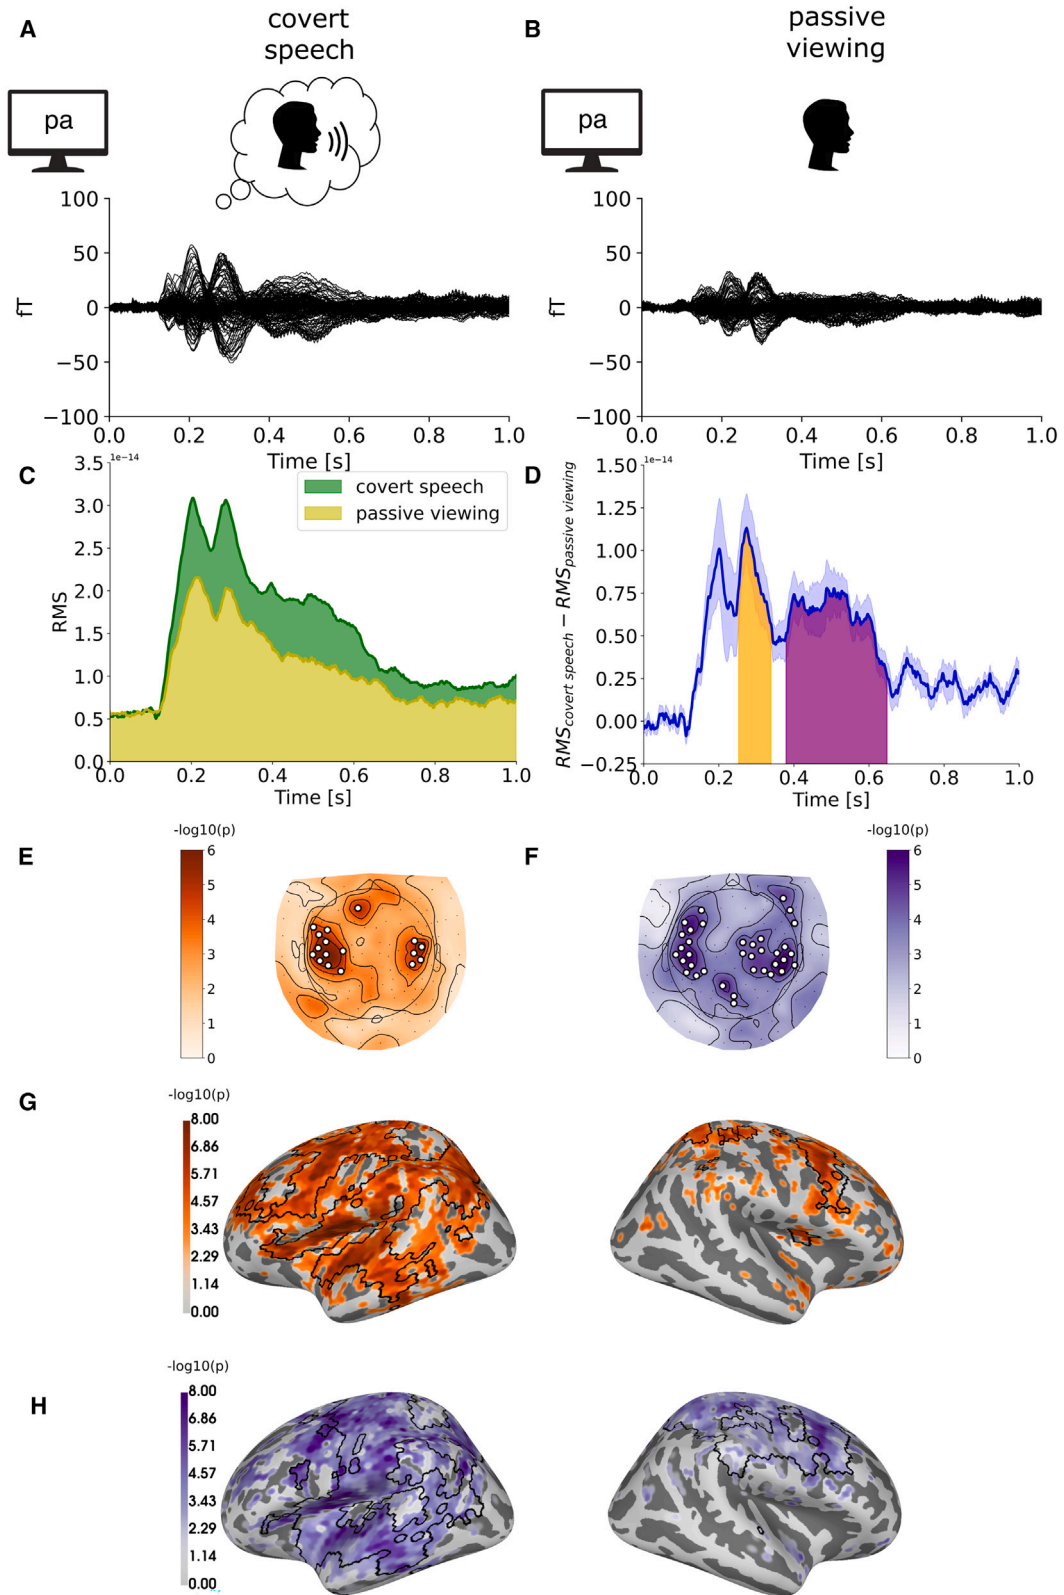 A
covert
speech
pa
100
50
0
−50
−100
fT
0.0 0.2 0.4 0.6 0.8 1.0
Time [s]
B
passive
viewing
pa
100
50
0
−50
−100
fT
0.0 0.2 0.4 0.6 0.8 1.0
Time [s]
C
1e−14
3.5
3.0
2.5
2.0
1.5
1.0
0.5
0.0
RMS
covert speech
passive viewing
0.0 0.2 0.4 0.6 0.8 1.0
Time [s]
D
1e−14
1.50
1.25
1.00
0.75
0.50
0.25
0.00
−0.25
RMS covert speech − RMS passive viewing
0.0 0.2 0.4 0.6 0.8 1.0
Time [s]
E
-log10(p)
6
5
4
3
2
1
0
F
-log10(p)
6
5
4
3
2
1
0
G
-log10(p)
8.00
6.86
5.71
4.57
3.43
2.29
1.14
0.00
H
-log10(p)
8.00
6.86
5.71
4.57
3.43
2.29
1.14
0.00